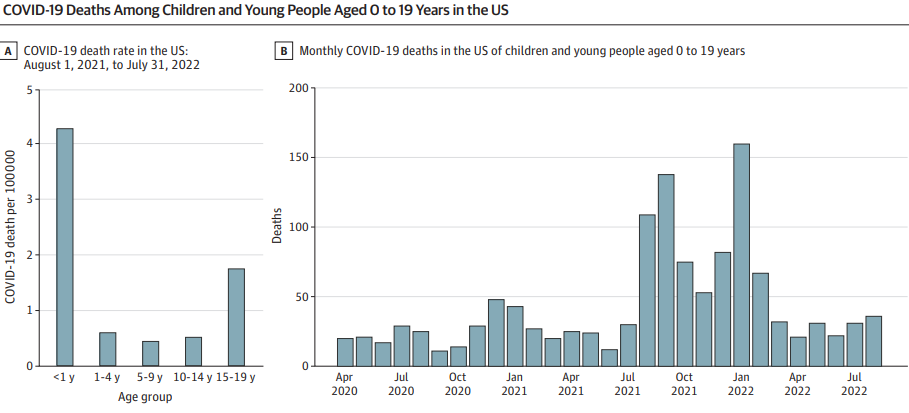 COVID-19 Deaths Among Children and Young People Aged 0 to 19 Years in the US
A COVID-19 death rate in the US:
August 1, 2021, to July 31, 2022
5
4
3
2
1
0
COVID-19 death per 100000
<1 y 1-4 y 5-9 y 10-14 y 15-19 y
Age group
B Monthly COVID-19 deaths in the US of children and young people aged 0 to 19 years
200
150
100
50
0
Deaths
Apr Jul Oct Jan Apr Jul Oct Jan Apr Jul
2020 2020 2020 2021 2021 2021 2021 2022 2022 2022